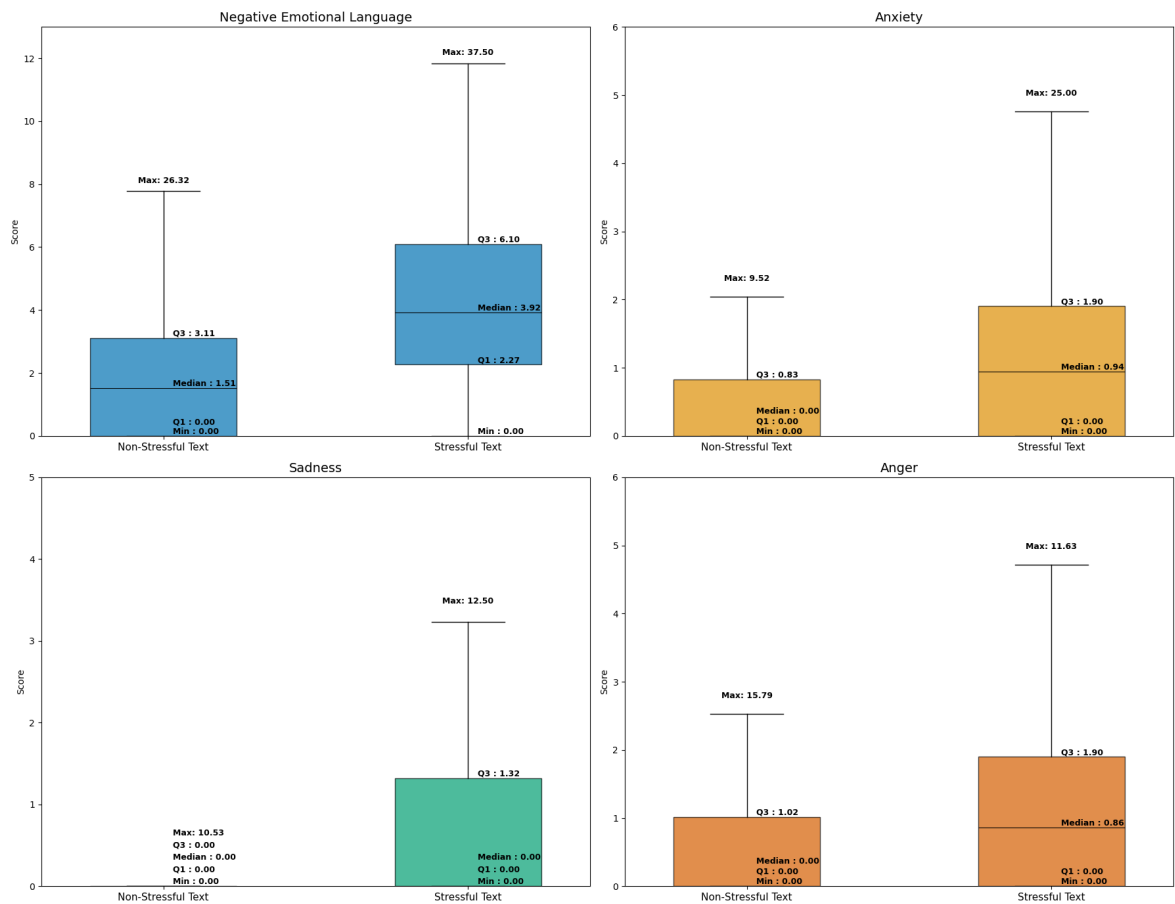 Negative Emotional Language
Score
12
10
8
6
4
2
0
Max: 26.32
Q3 : 3.11
Median : 1.51
Q1 : 0.00
Min : 0.00
Max: 37.50
Q3 : 6.10
Median : 3.92
Q1 : 2.27
Min : 0.00
Non-Stressful Text
Stressful Text
Anxiety
Score
6
5
4
3
2
1
0
Max: 9.52
Q3 : 0.83
Median : 0.00
Q1 : 0.00
Min : 0.00
Max: 25.00
Q3 : 1.90
Median : 0.94
Q1 : 0.00
Min : 0.00
Non-Stressful Text
Stressful Text
Sadness
Score
5
4
3
2
1
0
Max: 10.53
Q3 : 0.00
Median : 0.00
Q1 : 0.00
Min : 0.00
Max: 12.50
Q3 : 1.32
Median : 0.00
Q1 : 0.00
Min : 0.00
Non-Stressful Text
Stressful Text
Anger
Score
6
5
4
3
2
1
0
Max: 15.79
Q3 : 1.02
Median : 0.00
Q1 : 0.00
Min : 0.00
Max: 11.63
Q3 : 1.90
Median : 0.86
Q1 : 0.00
Min : 0.00
Non-Stressful Text
Stressful Text